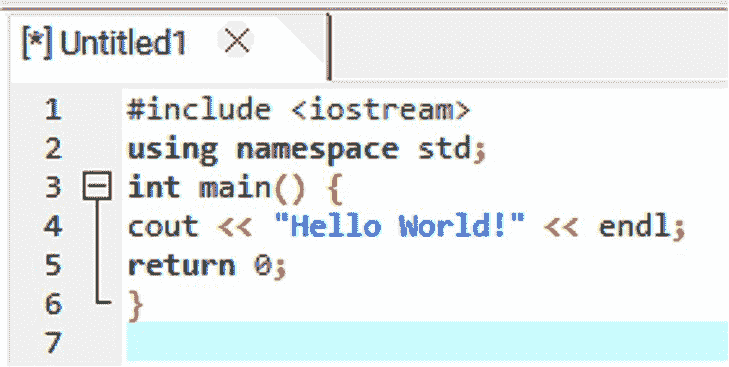 [*] Untitled1 ×
1 #include <iostream>
2 using namespace std;
3 int main() {
4 cout << "Hello World!" << endl;
5 return 0;
6 }
7